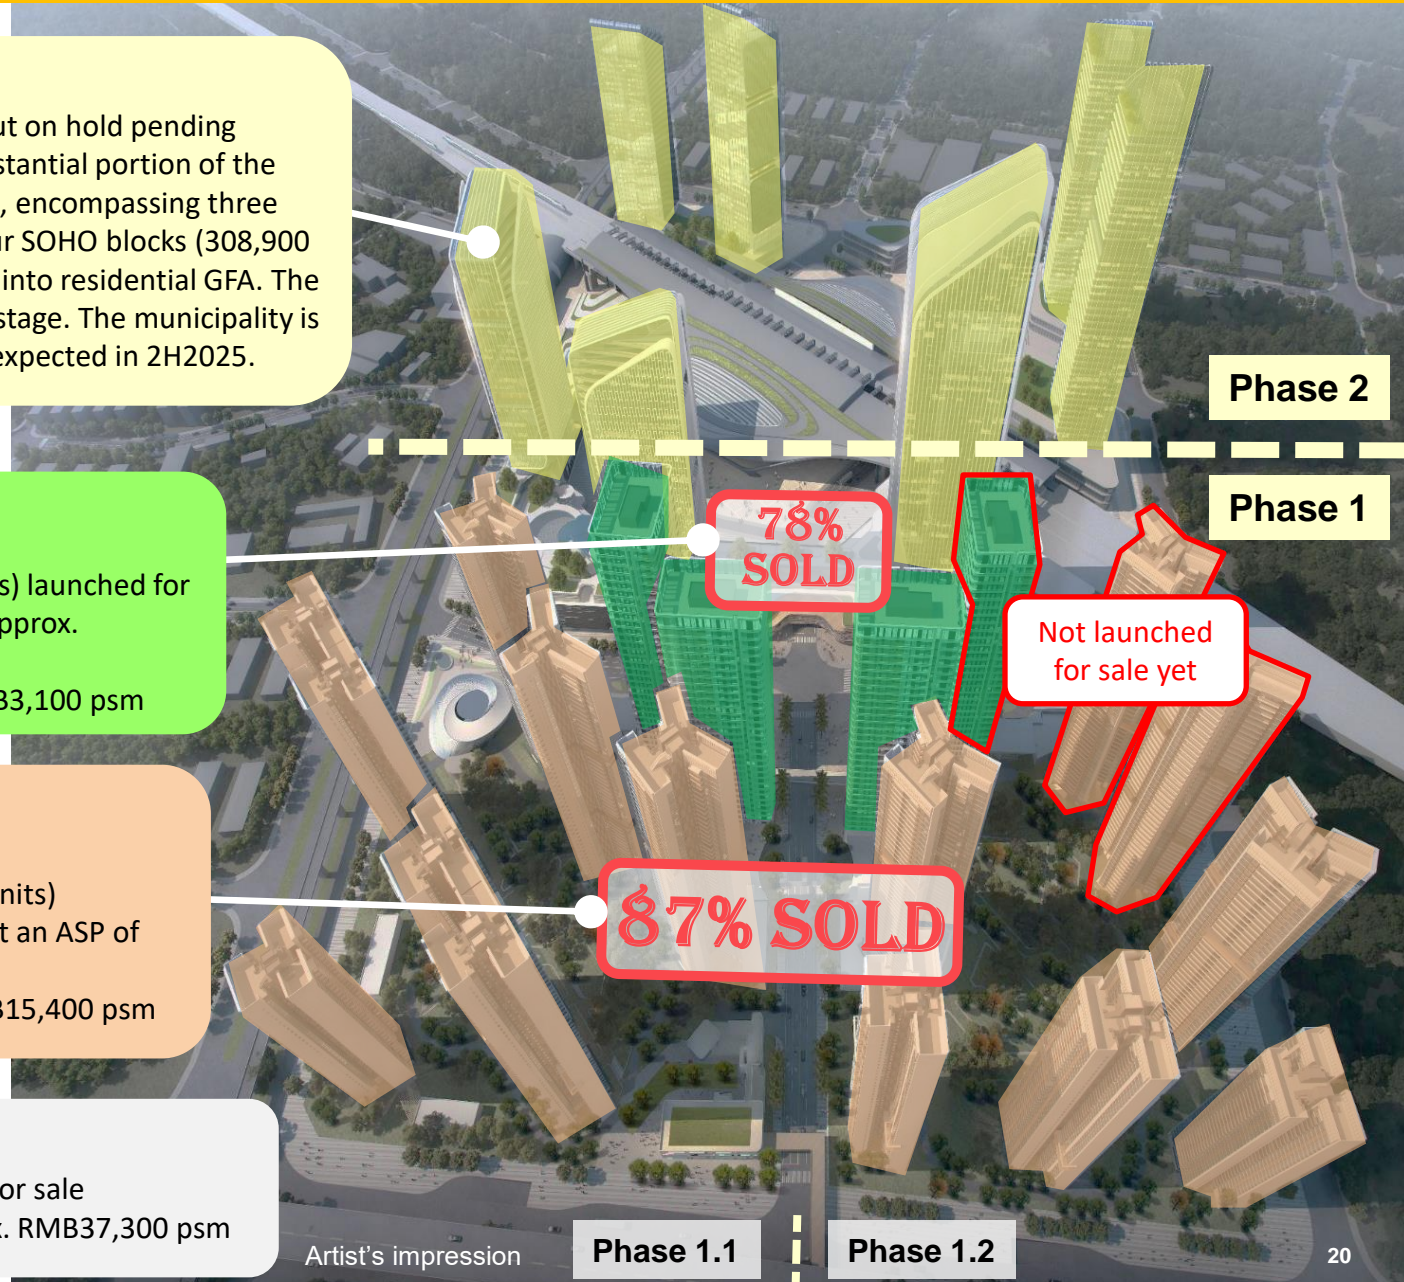 ut on hold pending
stantial portion of the
, encompassing three
ur SOHO blocks (308,900
into residential GFA. The
stage. The municipality is
expected in 2H2025.
Phase 2
Phase 1
78%
SOLD
s) launched for
pprox.
33,100 psm
Not launched
for sale yet
nits)
t an ASP of
315,400 psm
87% SOLD
or sale
x. RMB37,300 psm
Artist's impression
Phase 1.1
Phase 1.2
20